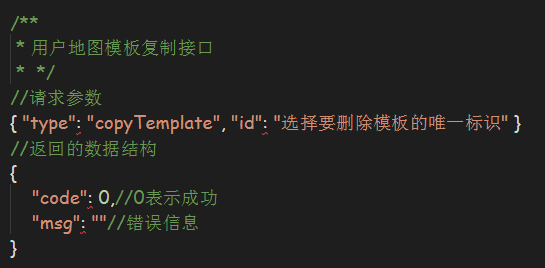 /**
* 用户地图模板复制接口
* */
//请求参数
{ "type": "copyTemplate", "id": "选择要删除模板的唯一标识" }
//返回的数据结构
{
"code": 0,//0表示成功
"msg": ""//错误信息
}